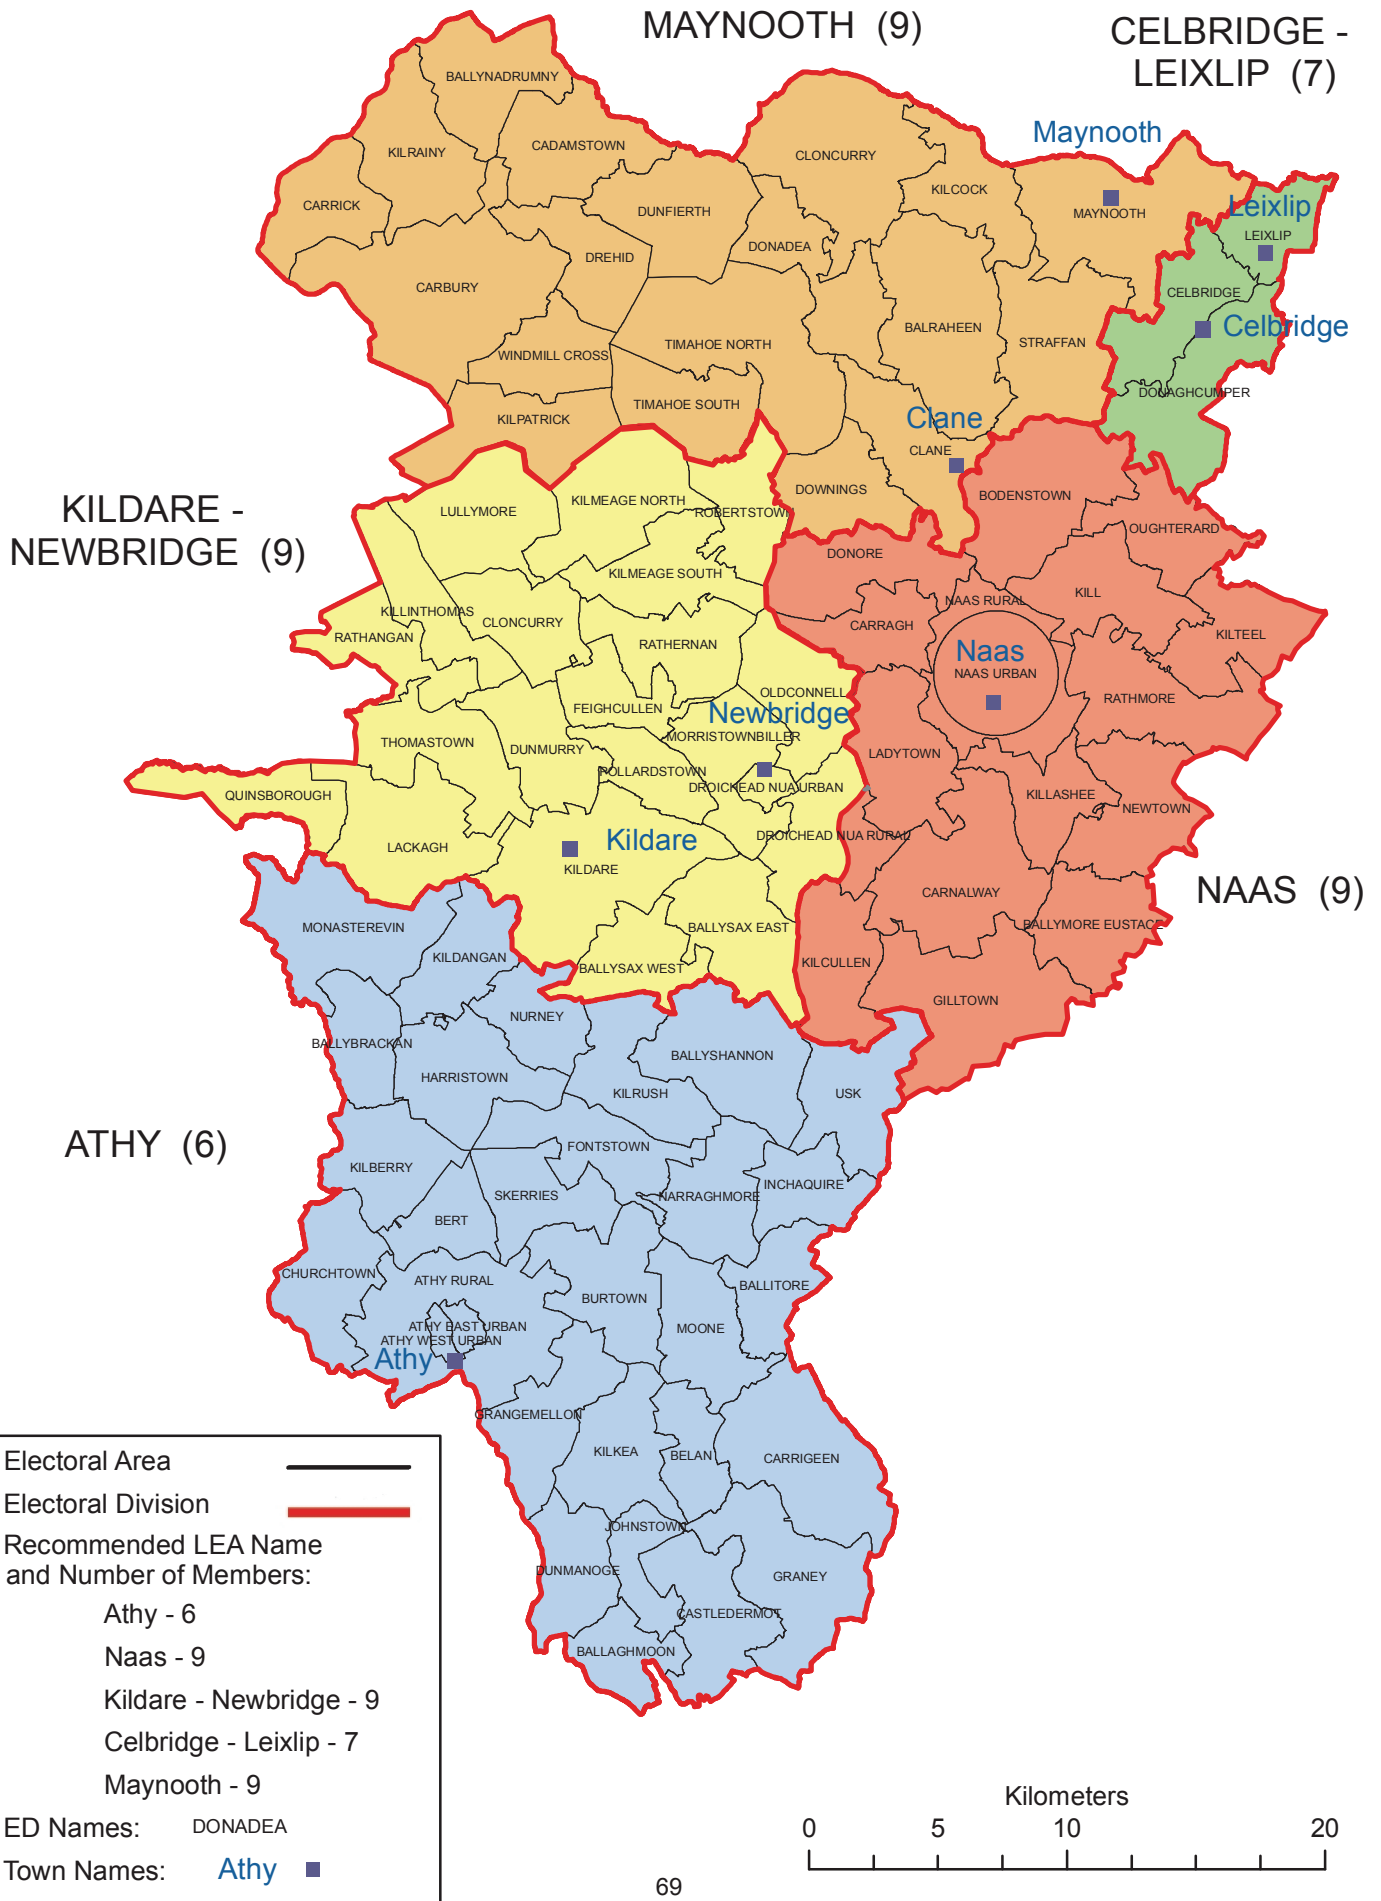 MAYNOOTH (9)
CELBRIDGE -
LEIXLIP (7)
BALLYNADRUMNY
Maynooth
CADAMSTOWN
KILRAINY
CLONCURRY
KILCOCK
CARRICK
DUNFIERTH
MAYNOOTH
Leixlip
LEIXLIP
DONADEA
DREHID
CARBURY
CELBRIDGE
BALRAHEEN
Celbridge
STRAFFAN
TIMAHOE NORTH
WINDMILL CROSS
DONAGHCUMPER
TIMAHOE SOUTH
KILPATRICK
Clane
CLANE
DOWNINGS
BODENSTOWN
KILDARE -
NEWBRIDGE (9)
KILMEAGE NORTH
LULLYMORE
ROBERTSTOWN
OUGHTERARD
DONORE
KILMEAGE SOUTH
KILL
NAAS RURAL
KILLINTHOMAS
CLONCURRY
CARRAGH
RATHANGAN
KILTEEL
RATHERNAN
Naas
NAAS URBAN
OLDCONNELL
RATHMORE
FEIGHCULLEN
Newbridge
MORRISTOWNBILLER
THOMASTOWN
DUNMURRY
LADYTOWN
POLLARDSTOWN
DROICHEAD NUA URBAN
QUINSBOROUGH
KILLASHEE
NEWTOWN
DROICHEAD NUA RURAL
Kildare
LACKAGH
KILDARE
NAAS (9)
CARNALWAY
MONASTEREVIN
BALLYSAX EAST
BALLYMORE EUSTACE
KILDANGAN
BALLYSAX WEST
KILCULLEN
GILLTOWN
NURNEY
BALLYBRACKAN
BALLYSHANNON
HARRISTOWN
KILRUSH
USK
ATHY (6)
FONTSTOWN
KILBERRY
INCHAQUIRE
SKERRIES
NARRAGHMORE
BERT
CHURCHTOWN
ATHY RURAL
BALLITORE
BURTOWN
ATHY EAST URBAN
MOONE
ATHY WEST URBAN
Athy
GRANGEMELLON
KILKEA
BELAN
CARRIGEEN
JOHNSTOWN
DUNMANOGE
GRANEY
CASTLEDERMOT
BALLAGHMOON
Electoral Area
Electoral Division
Recommended LEA Name
and Number of Members:
Athy - 6
Naas - 9
Kildare - Newbridge - 9
Celbridge - Leixlip - 7
Maynooth - 9
ED Names: DONADEA
Town Names: Athy
Kilometers
0 5 10 20
69